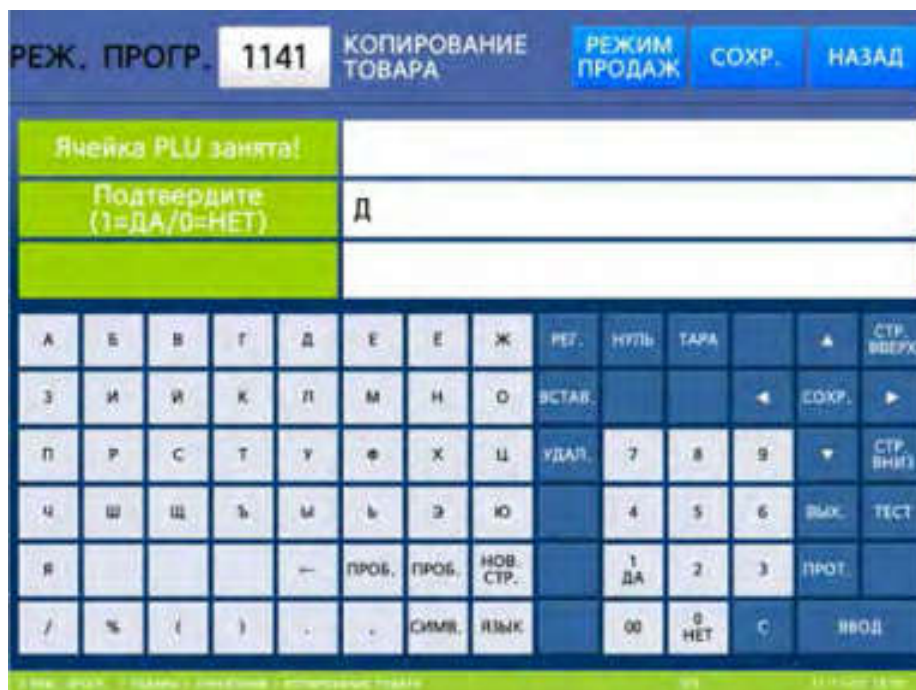 РЕЖ. ПРОГР. 1141 КОПИРОВАНИЕ ТОВАРА РЕЖИМ ПРОДАЖ СОХР. НАЗАД
Ячейка PLU занята!
Подтвердите
(1=ДА/0=НЕТ) Д
А Б В Г Д Е Ё Ж РЕГ. НУЛЬ ТАРА ▲ СТР. ВВЕРХ
З И Й К Л М Н О ВСТАВ. ◄ СОХР. ►
П Р С Т У Ф Х Ц УДАЛ. 7 8 9 ▼ СТР. ВНИЗ
Ч Ш Щ Ъ Ы Ь Э Ю 4 5 6 ВЫХ. ТЕСТ
Я ← ПРОБ. ПРОБ. НОВ. СТР. 1 ДА 2 3 ПРОТ.
/ % ( ) . СИМВ. ЯЗЫК 00 0 НЕТ C ВВОД